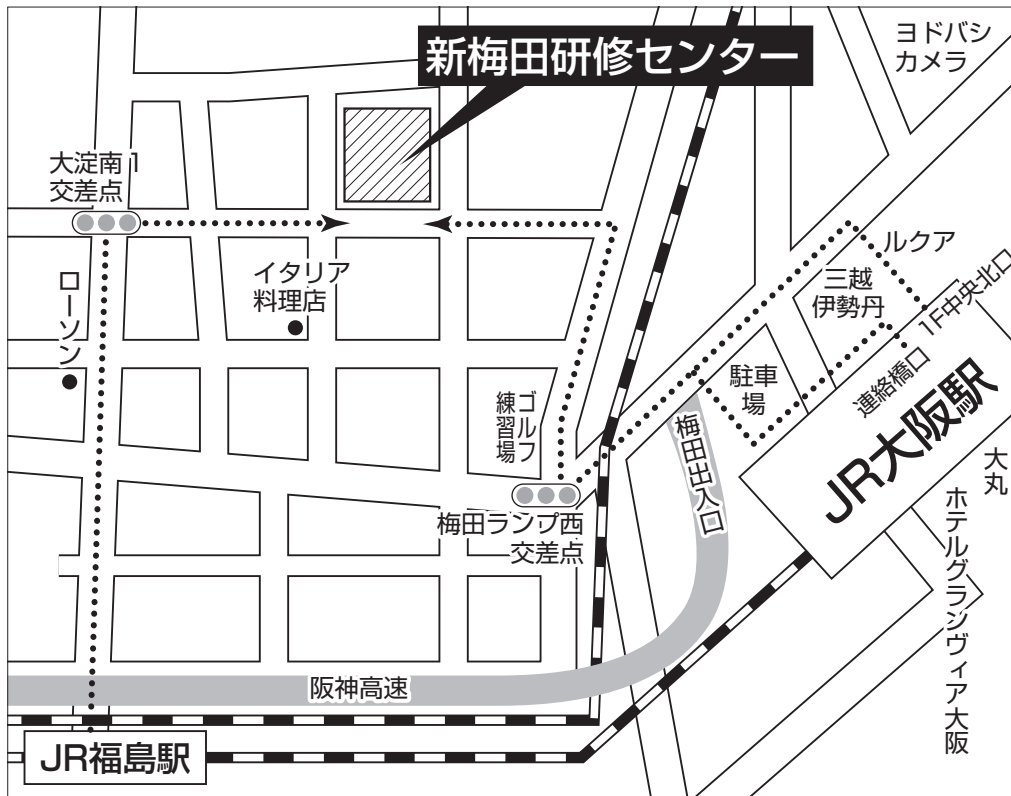 新梅田研修センター
ヨドバシ
カメラ
大淀南1
交差点
ローソン
イタリア
料理店
ルクア
三越
伊勢丹
1F中央北口
連絡橋口
駐車
場
ゴルフ
練習場
梅田出入口
JR大阪駅
大丸
ホテルグランヴィア大阪
梅田ランプ西
交差点
阪神高速
JR福島駅